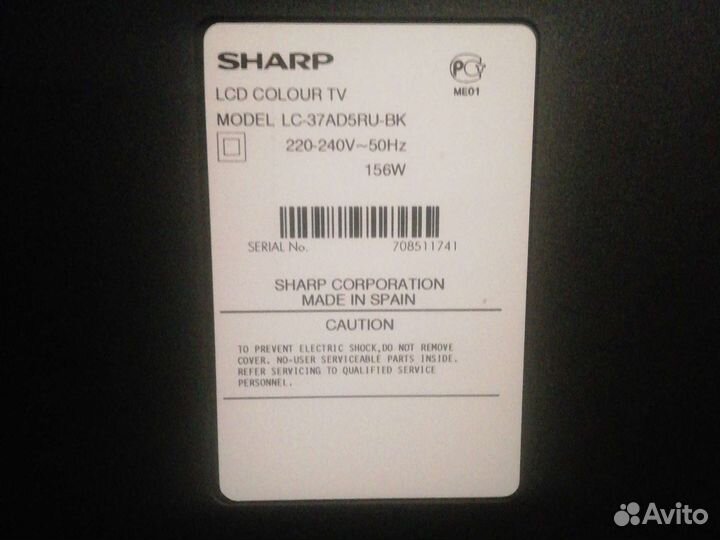 SHARP
LCD COLOUR TV
MODEL LC-37AD5RU-BK
220-240V~50Hz
156W
РСТ
ME01
SERIAL No. 708511741
SHARP CORPORATION
MADE IN SPAIN
CAUTION
TO PREVENT ELECTRIC SHOCK,DO NOT REMOVE
COVER. NO-USER SERVICEABLE PARTS INSIDE.
REFER SERVICING TO QUALIFIED SERVICE
PERSONNEL.
Avito